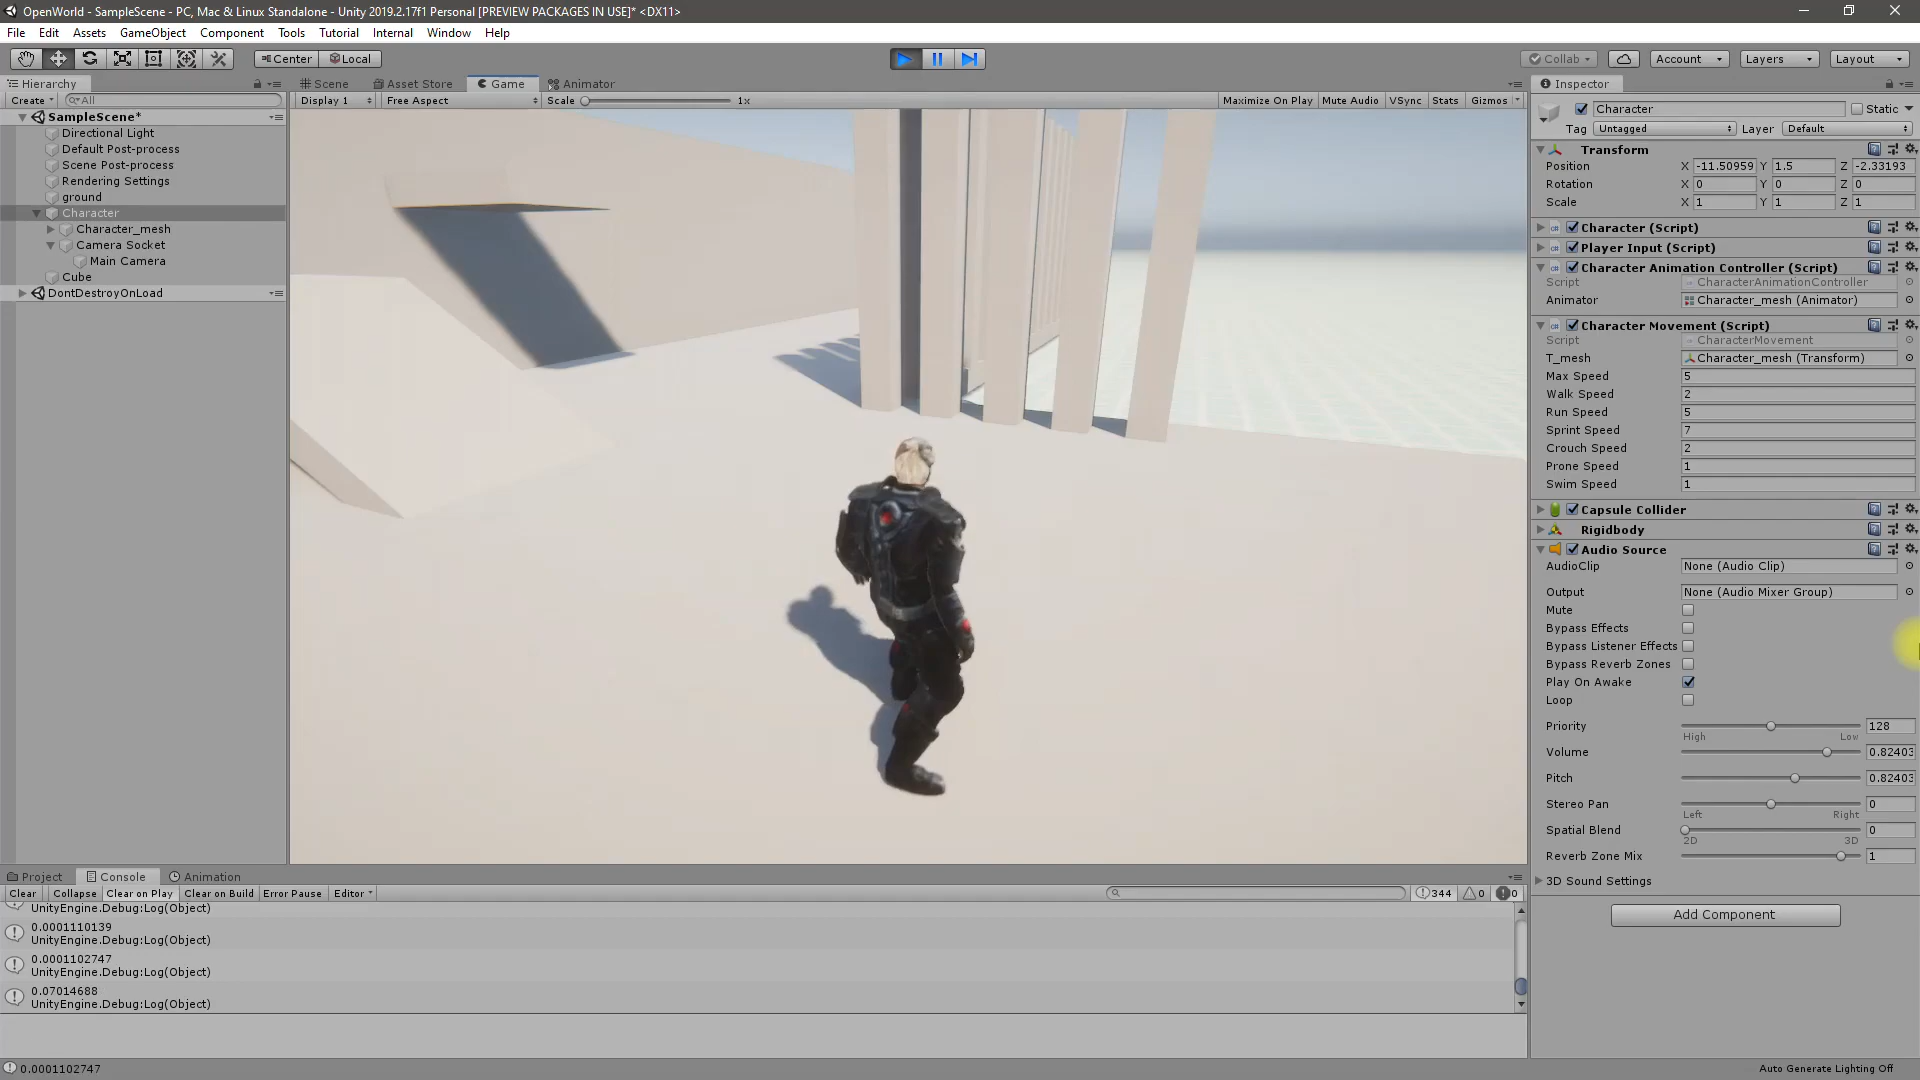 OpenWorld - SampleScene - PC, Mac & Linux Standalone - Unity 2019.2.17f1 Personal [PREVIEW PACKAGES IN USE]* <DX11>
File Edit Assets GameObject Component Tools Tutorial Internal Window Help
Center Local Collab Account Layers Layout
Hierarchy
Create All
SampleScene*
Directional Light
Default Post-process
Scene Post-process
Rendering Settings
ground
Character
Character_mesh
Camera Socket
Main Camera
Cube
DontDestroyOnLoad
Scene Asset Store Game Animator
Display 1 Free Aspect Scale 1x Maximize On Play Mute Audio VSync Stats Gizmos
Inspector
Character Static
Tag Untagged Layer Default
Transform
Position X -11.50959 Y 1.5 Z -2.33193
Rotation X 0 Y 0 Z 0
Scale X 1 Y 1 Z 1
Character (Script)
Player Input (Script)
Character Animation Controller (Script)
Script CharacterAnimationController
Animator Character_mesh (Animator)
Character Movement (Script)
Script CharacterMovement
T_mesh Character_mesh (Transform)
Max Speed 5
Walk Speed 2
Run Speed 5
Sprint Speed 7
Crouch Speed 2
Prone Speed 1
Swim Speed 1
Capsule Collider
Rigidbody
Audio Source
AudioClip None (Audio Clip)
Output None (Audio Mixer Group)
Mute
Bypass Effects
Bypass Listener Effects
Bypass Reverb Zones
Play On Awake
Loop
Priority 128
High Low
Volume 0.82403
Pitch 0.82403
Stereo Pan 0
Left Right
Spatial Blend 0
2D 3D
Reverb Zone Mix 1
3D Sound Settings
Add Component
Project Console Animation
Clear Collapse Clear on Play Clear on Build Error Pause Editor 344 0 0
UnityEngine.Debug:Log(Object)
0.0001110139
UnityEngine.Debug:Log(Object)
0.0001102747
UnityEngine.Debug:Log(Object)
0.07014688
UnityEngine.Debug:Log(Object)
0.0001102747
Auto Generate Lighting Off